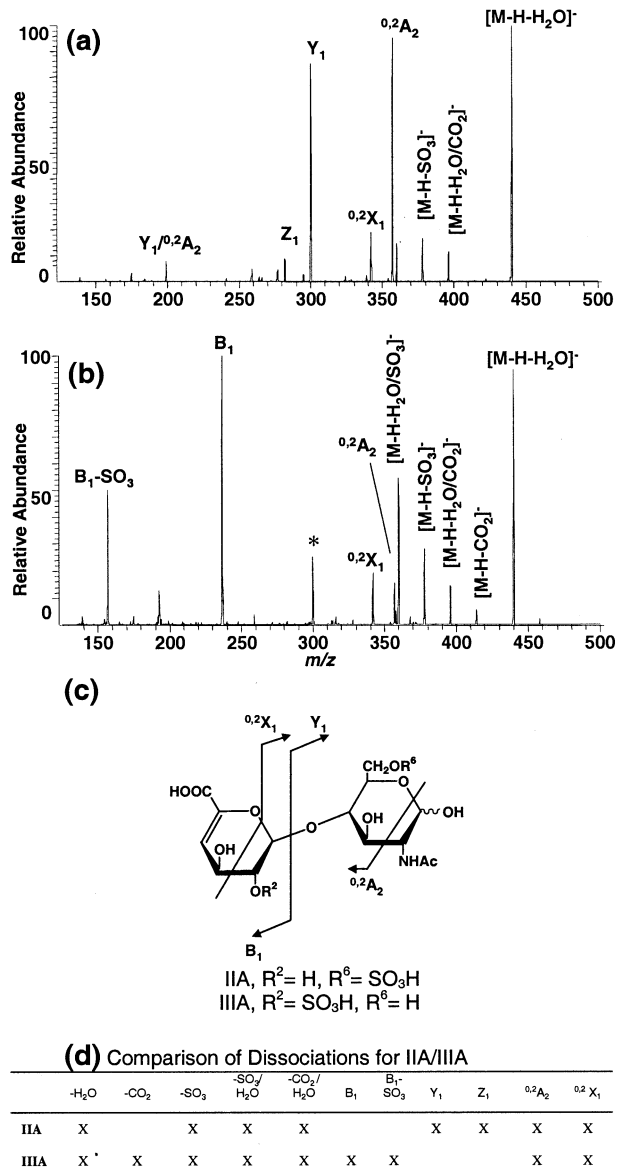 (a)
Relative Abundance
100
50
0
Y₁/⁰,²A₂
Z₁
Y₁
⁰,²X₁
⁰,²A₂
[M-H-SO₃]⁻
[M-H-H₂O/CO₂]⁻
[M-H-H₂O]⁻
150 200 250 300 350 400 450 500
(b)
Relative Abundance
100
50
0
B₁-SO₃
B₁
*
⁰,²X₁
⁰,²A₂
[M-H-H₂O/SO₃]⁻
[M-H-SO₃]⁻
[M-H-H₂O/CO₂]⁻
[M-H-CO₂]⁻
[M-H-H₂O]⁻
150 200 250 300 350 400 450 500
m/z
(c)
⁰,²X₁ Y₁
HOOC O OH OR² O CH₂OR⁶ O OH OH NHAc
⁰,²A₂
B₁
IIA, R²= H, R⁶= SO₃H
IIIA, R²= SO₃H, R⁶= H
(d) Comparison of Dissociations for IIA/IIIA
-H₂O -CO₂ -SO₃ -SO₃/H₂O -CO₂/H₂O B₁ B₁-SO₃ Y₁ Z₁ ⁰,²A₂ ⁰,²X₁
IIA X X X X X X X X
IIIA X X X X X X X X X